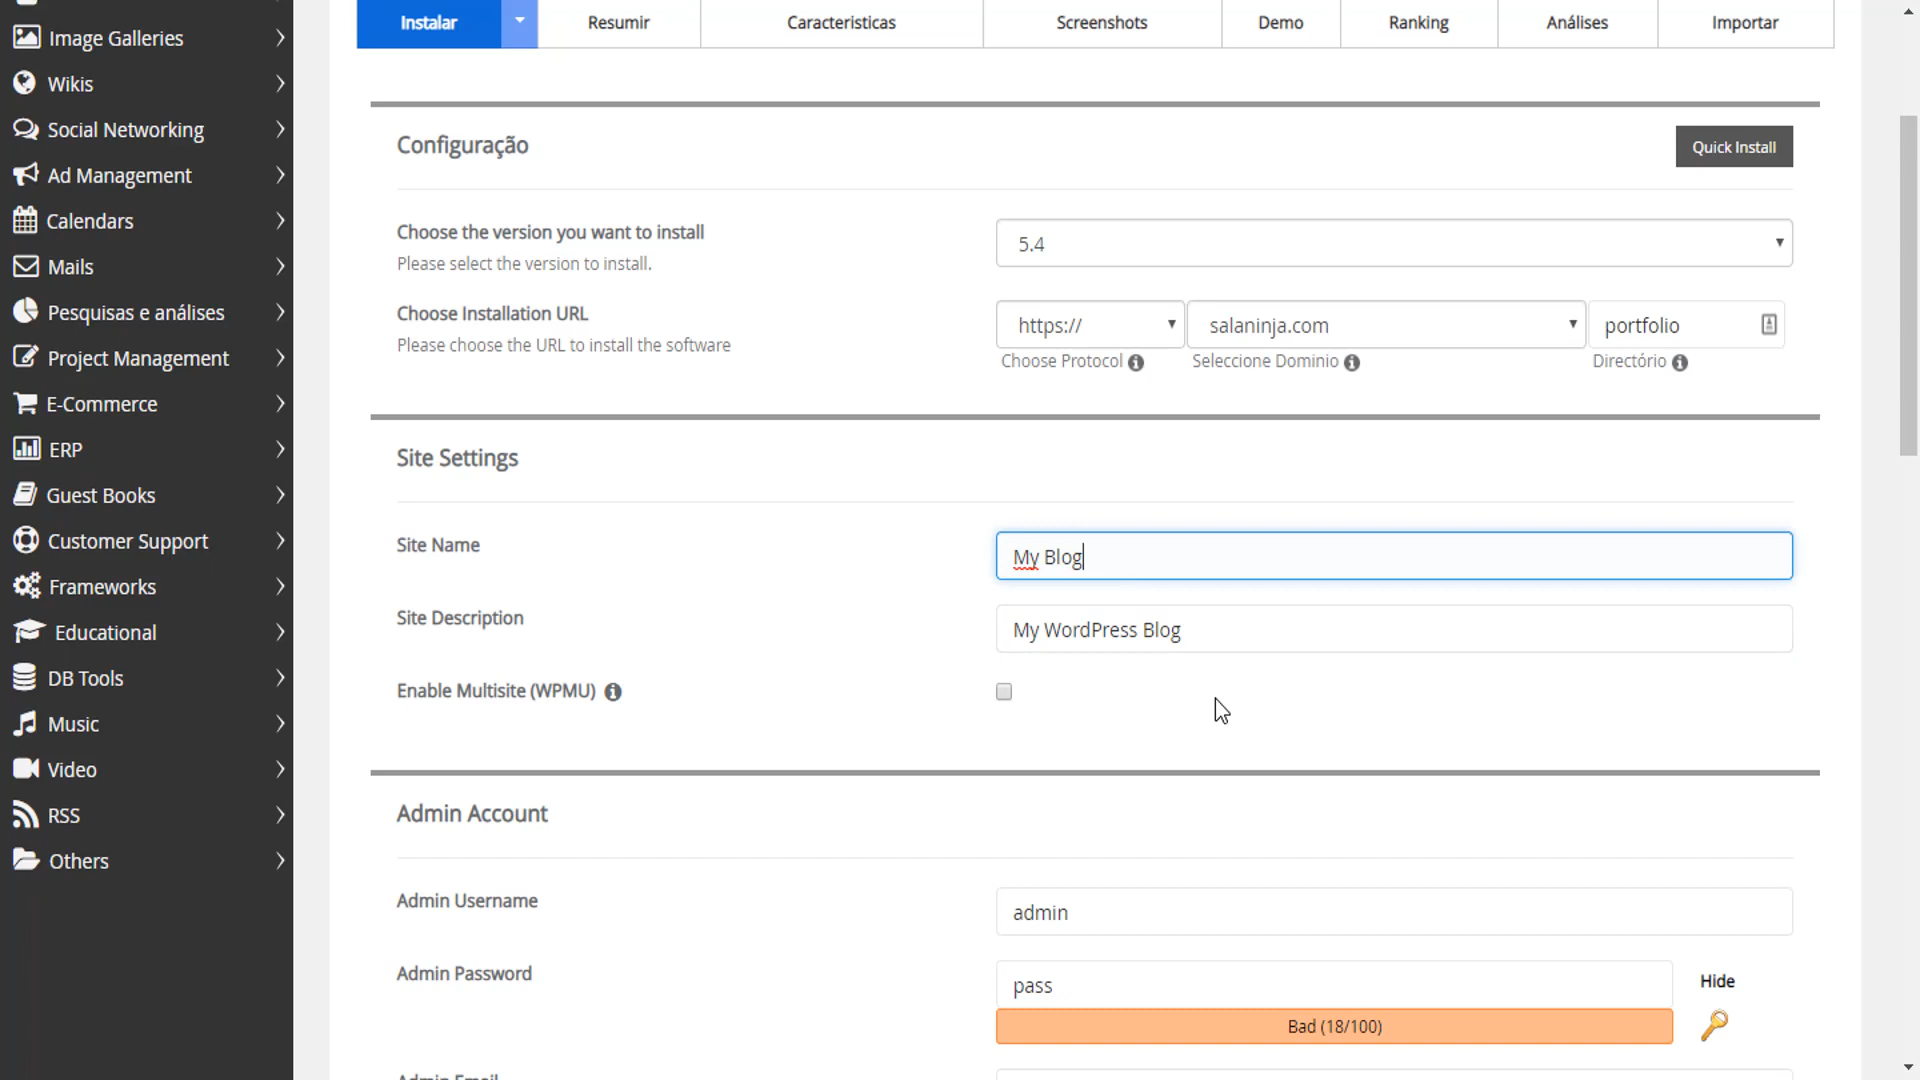 Image Galleries
Wikis
Social Networking
Ad Management
Calendars
Mails
Pesquisas e análises
Project Management
E-Commerce
ERP
Guest Books
Customer Support
Frameworks
Educational
DB Tools
Music
Video
RSS
Others
Instalar
Resumir
Caracteristicas
Screenshots
Demo
Ranking
Análises
Importar
Configuração
Quick Install
Choose the version you want to install
Please select the version to install.
5.4
Choose Installation URL
Please choose the URL to install the software
https://
salaninja.com
portfolio
Choose Protocol
Seleccione Dominio
Directório
Site Settings
Site Name
My Blog
Site Description
My WordPress Blog
Enable Multisite (WPMU)
Admin Account
Admin Username
admin
Admin Password
pass
Hide
Bad (18/100)
Admin Email